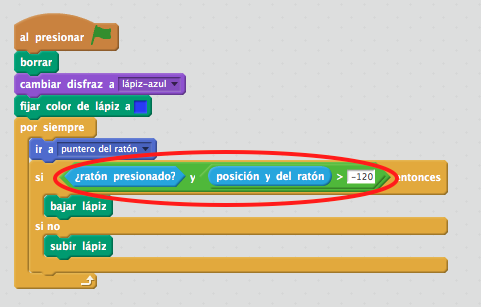 al presionar
borrar
cambiar disfraz a lápiz-azul
fijar color de lápiz a
por siempre
ir a puntero del ratón
si ¿ratón presionado? y posición y del ratón > -120 entonces
bajar lápiz
si no
subir lápiz